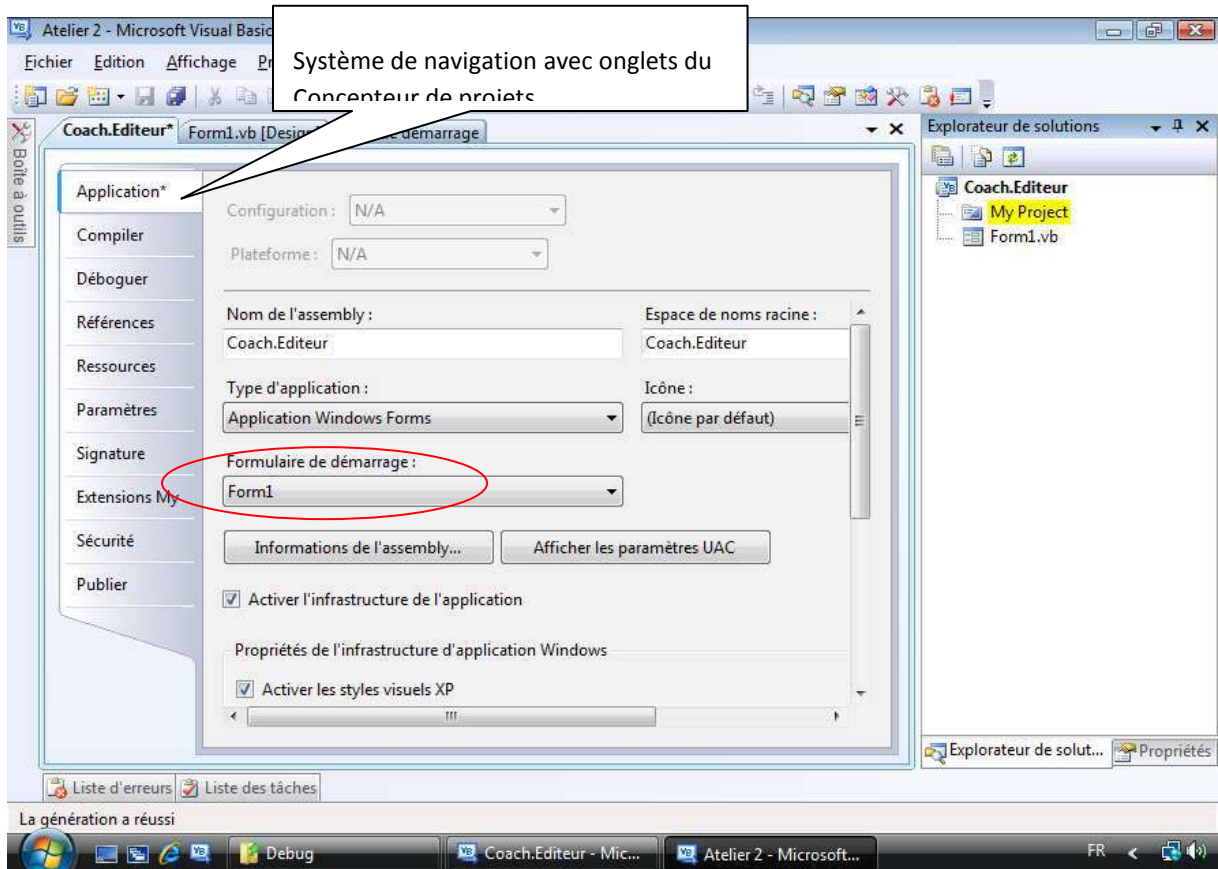 Atelier 2 - Microsoft Visual Basic
Système de navigation avec onglets du
Concepteur de projets
Fichier Edition Affichage
Coach.Editeur* Form1.vb [Design] démarrage
Explorateur de solutions
Boîte à outils
Application*
Compiler
Déboguer
Références
Ressources
Paramètres
Signature
Extensions My
Sécurité
Publier
Configuration : N/A
Plateforme : N/A
Nom de l'assembly : Espace de noms racine :
Coach.Editeur Coach.Editeur
Type d'application : Icône :
Application Windows Forms (Icône par défaut)
Formulaire de démarrage :
Form1
Informations de l'assembly... Afficher les paramètres UAC
Activer l'infrastructure de l'application
Propriétés de l'infrastructure d'application Windows
Activer les styles visuels XP
Coach.Editeur
My Project
Form1.vb
Explorateur de solut... Propriétés
Liste d'erreurs Liste des tâches
La génération a réussi
Debug Coach.Editeur - Mic... Atelier 2 - Microsoft... FR